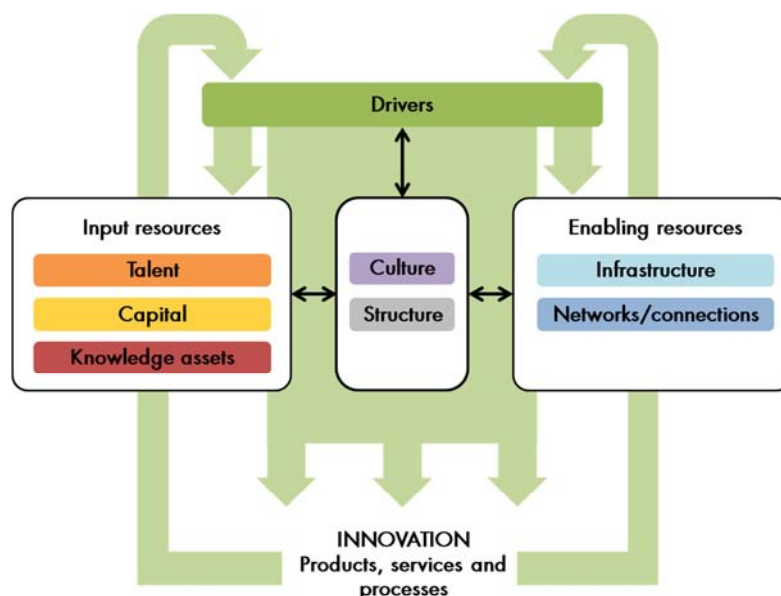 Drivers
Input resources
Talent
Capital
Knowledge assets
Culture
Structure
Enabling resources
Infrastructure
Networks/connections
INNOVATION
Products, services and
processes